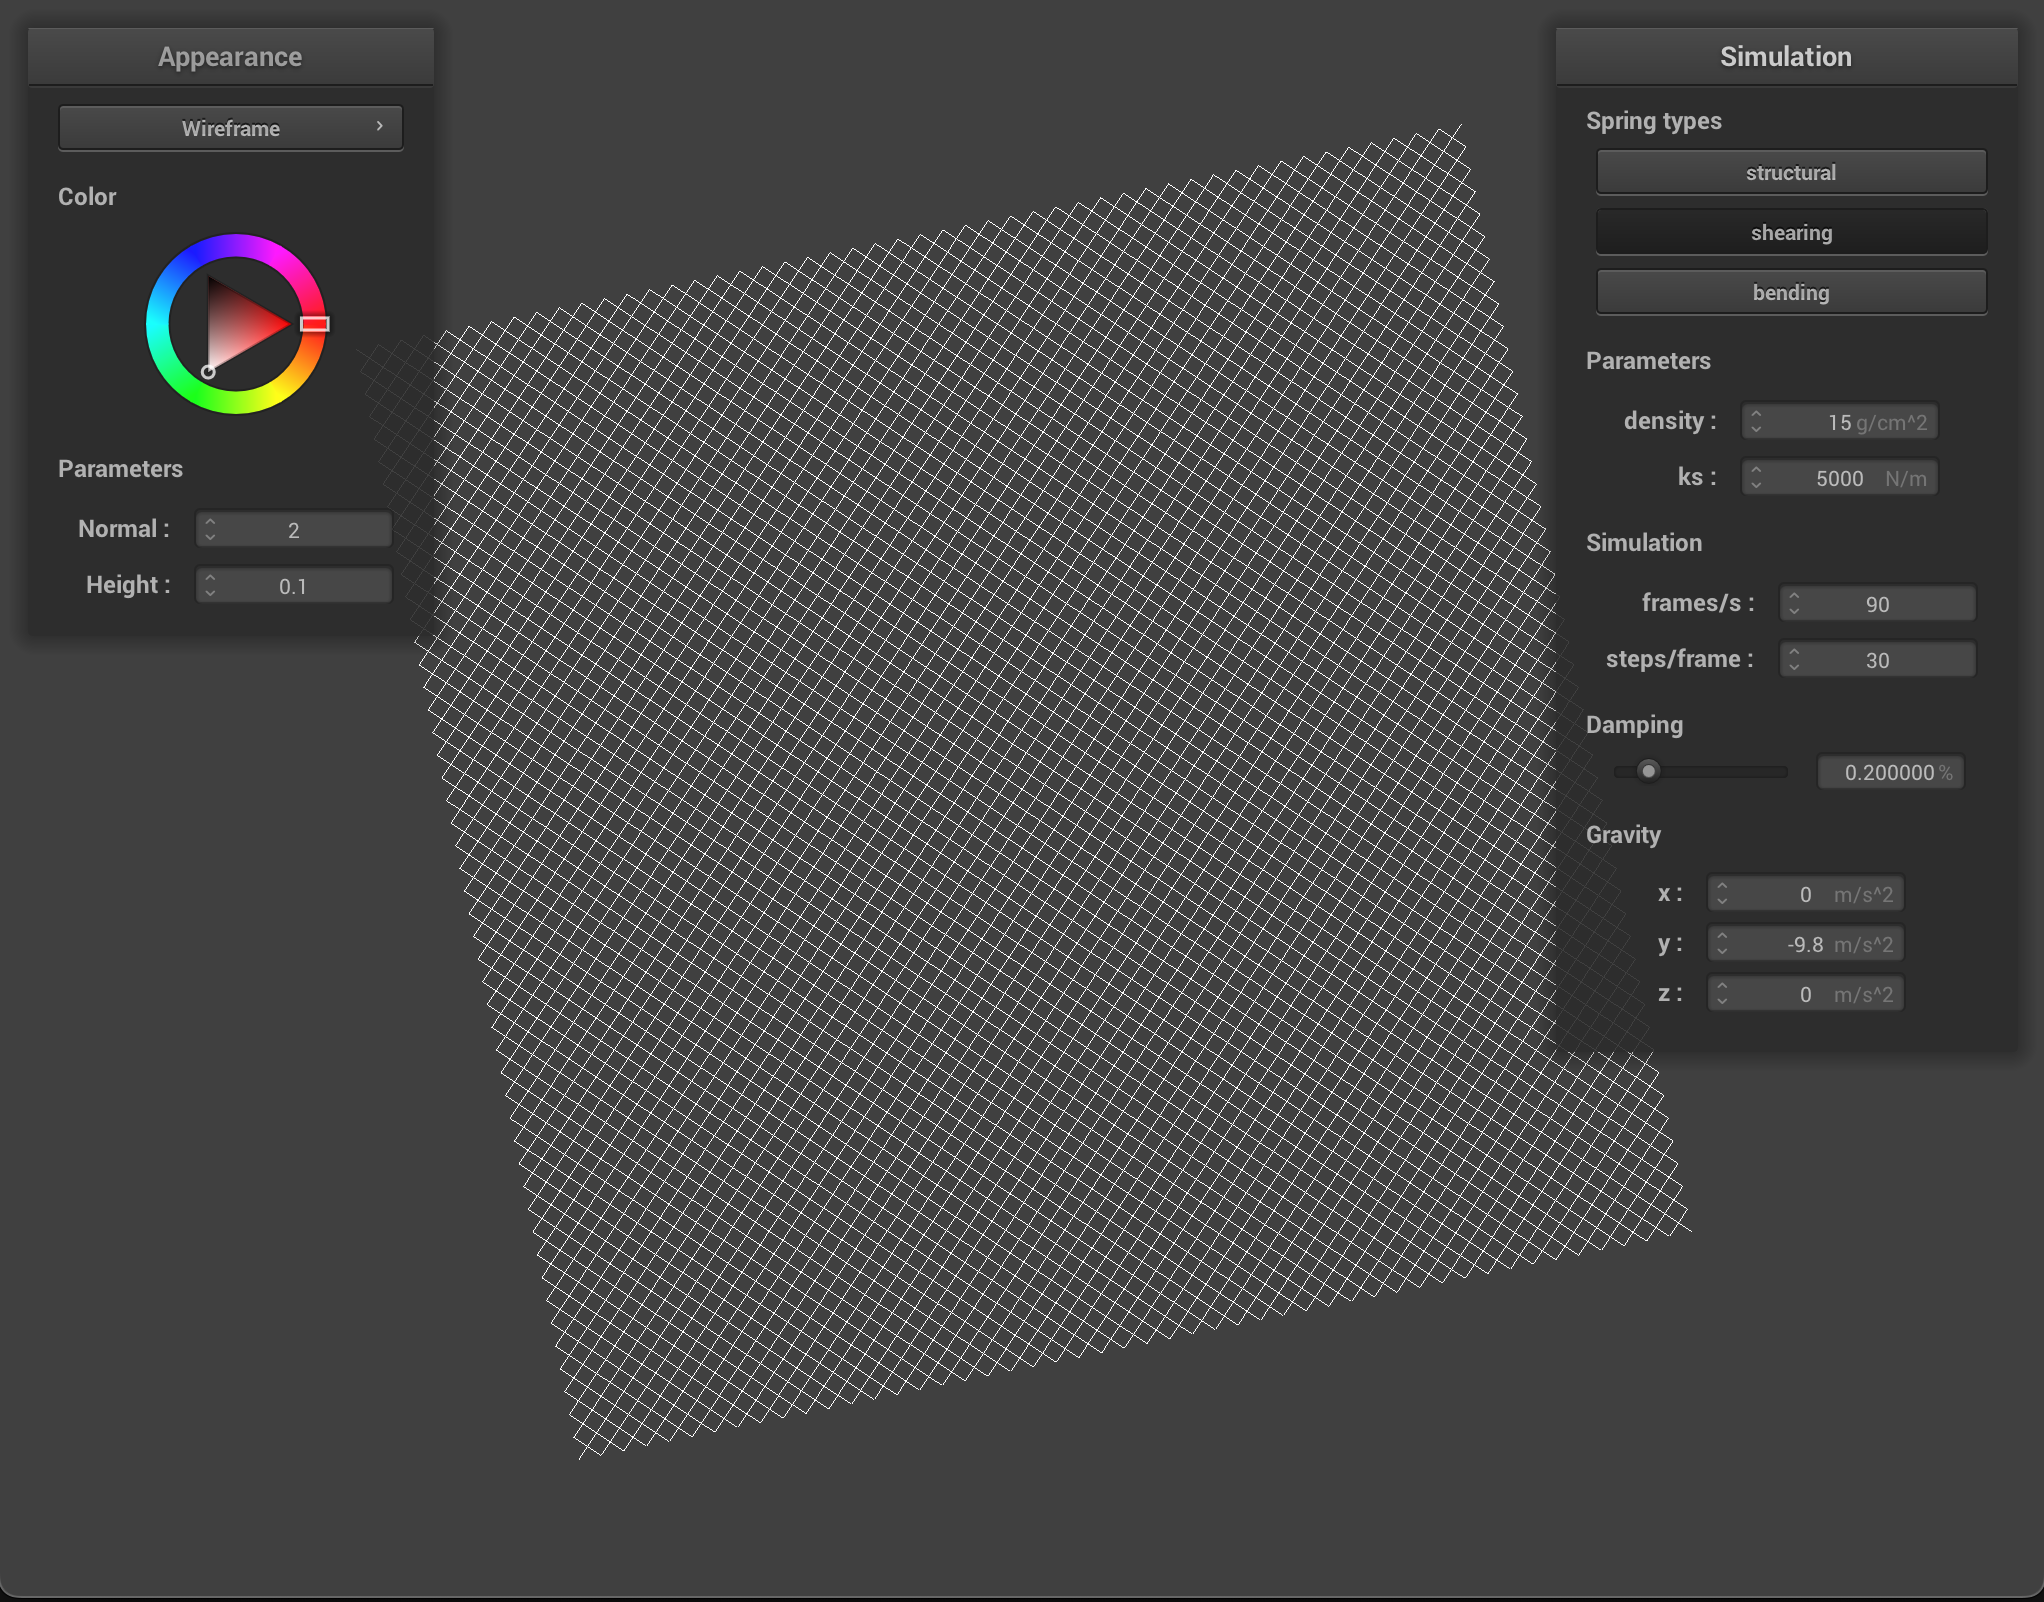 Appearance
Wireframe
Color
Parameters
Normal : 2
Height : 0.1
Simulation
Spring types
structural
shearing
bending
Parameters
density : 15 g/cm^2
ks : 5000 N/m
Simulation
frames/s : 90
steps/frame : 30
Damping
0.200000 %
Gravity
x : 0 m/s^2
y : -9.8 m/s^2
z : 0 m/s^2